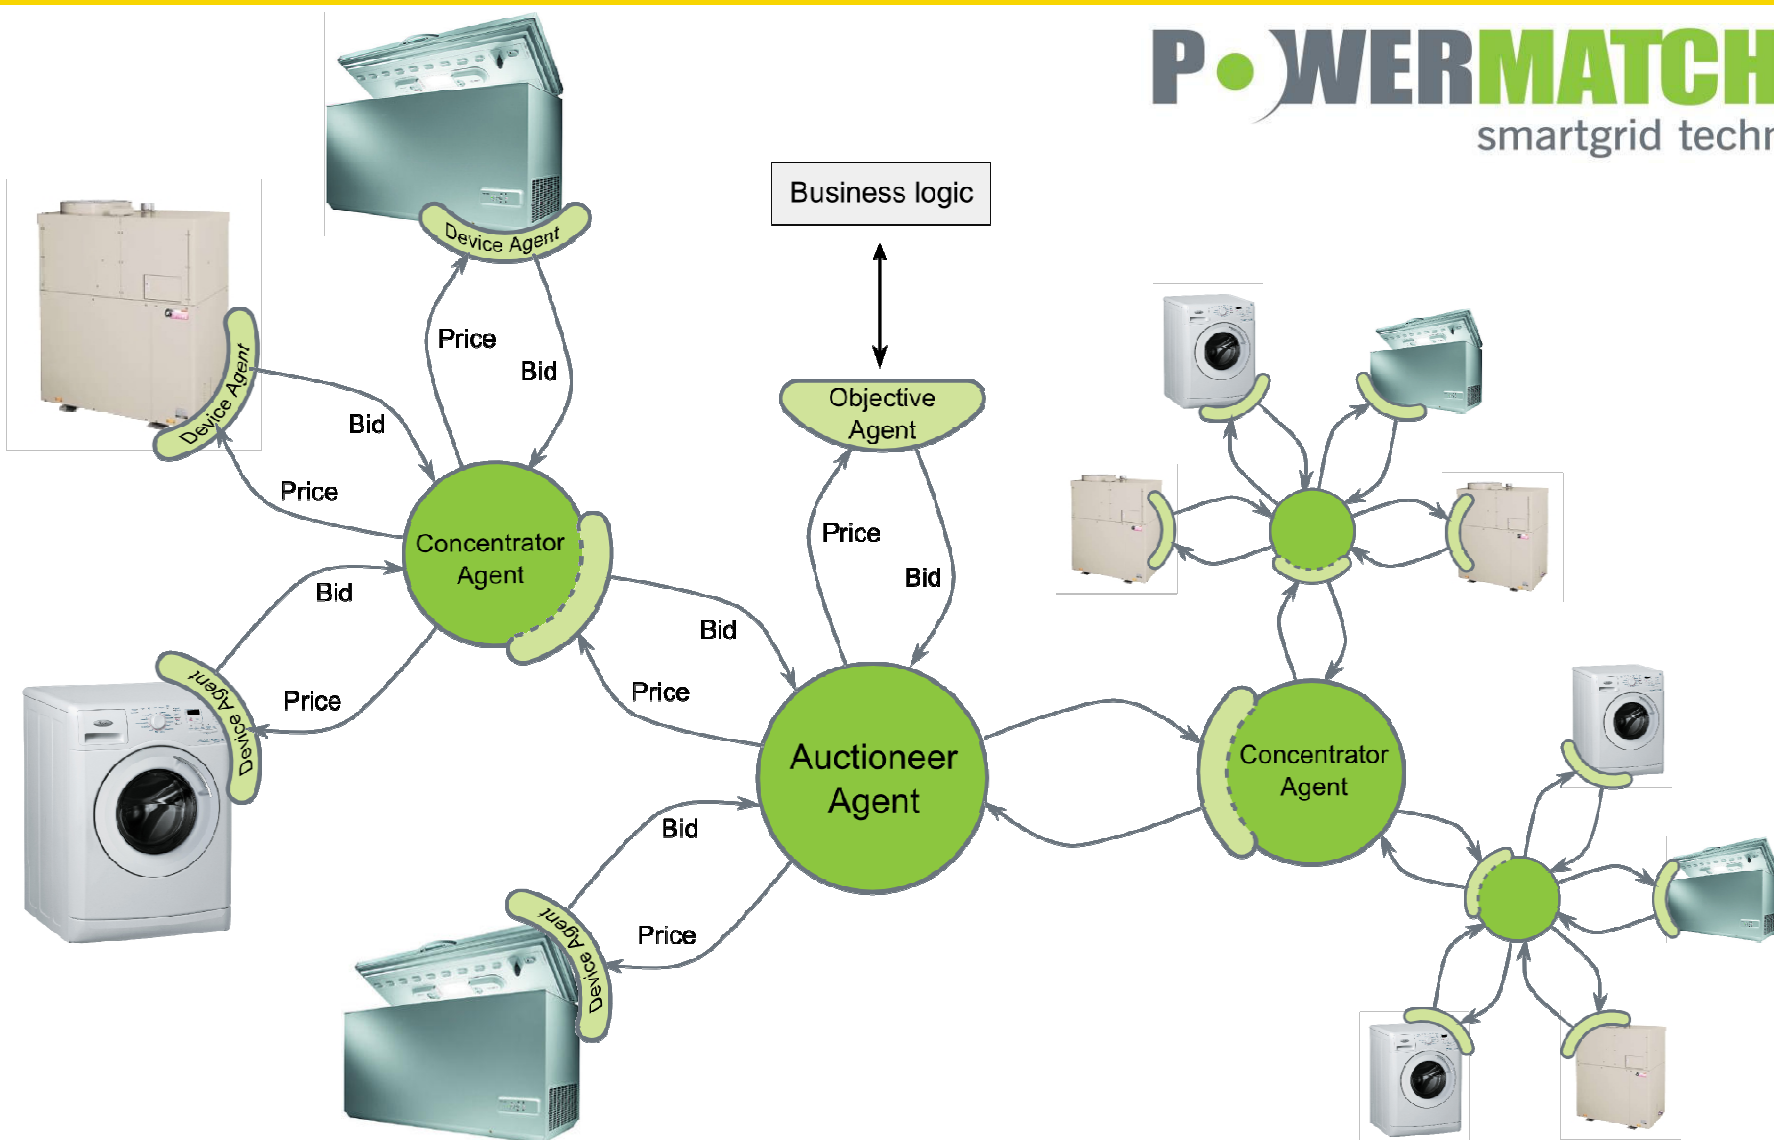 POWERMATCH
smartgrid techn
Business logic
Device Agent
Price
Bid
Device Agent
Bid
Price
Objective
Agent
Price
Bid
Concentrator
Agent
Bid
Price
Device Agent
Bid
Price
Auctioneer
Agent
Concentrator
Agent
Bid
Price
Device Agent